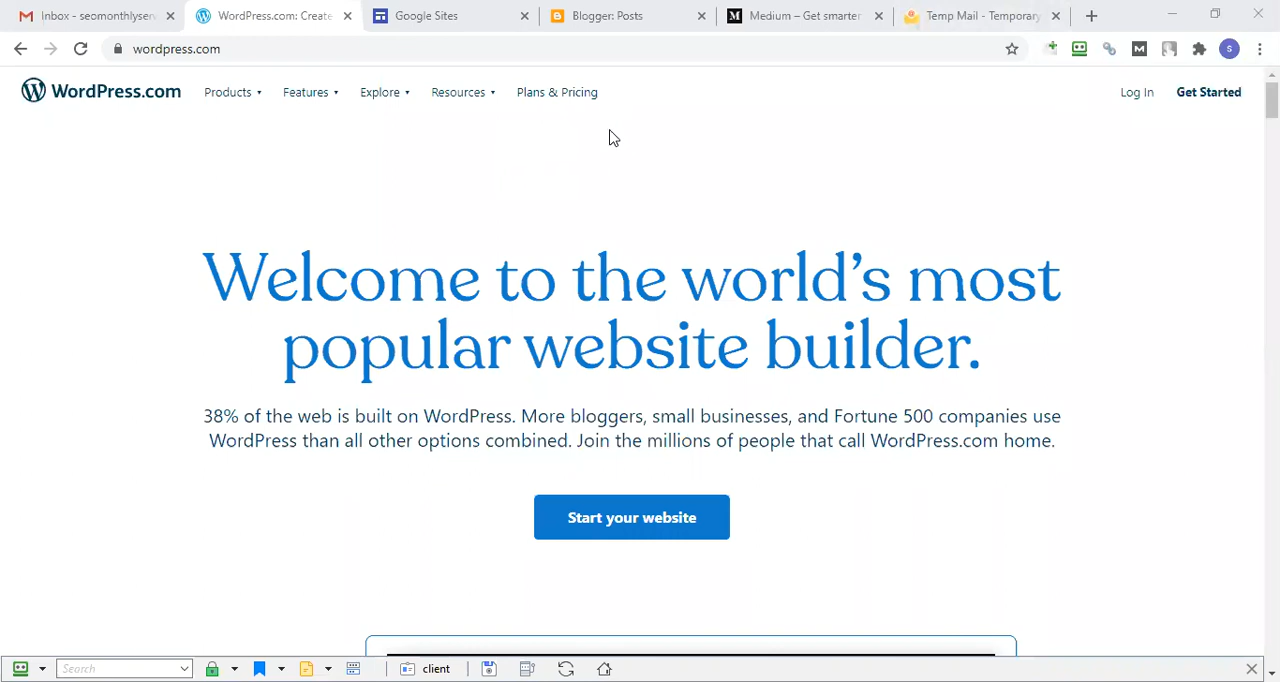 Inbox - seomonthlyser
WordPress.com: Create
Google Sites
Blogger: Posts
Medium – Get smarter
Temp Mail - Temporary
wordpress.com
S
WordPress.com
Products
Features
Explore
Resources
Plans & Pricing
Log In
Get Started
Welcome to the world’s most
popular website builder.
38% of the web is built on WordPress. More bloggers, small businesses, and Fortune 500 companies use
WordPress than all other options combined. Join the millions of people that call WordPress.com home.
Start your website
Search
client